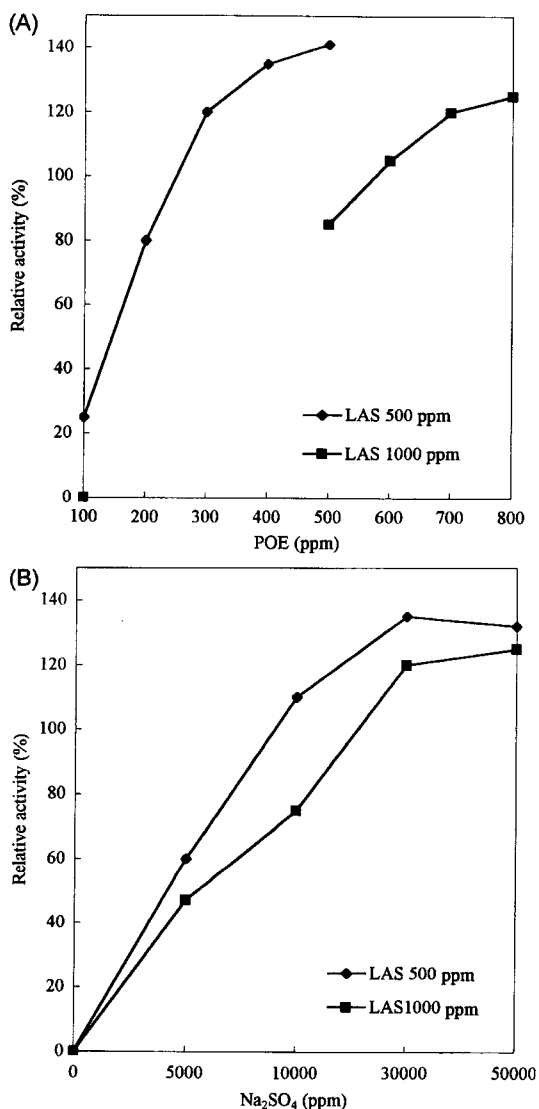 (A)
140
120
100
80
60
40
20
0
Relative activity (%)
LAS 500 ppm
LAS 1000 ppm
100 200 300 400 500 600 700 800
POE (ppm)
(B)
140
120
100
80
60
40
20
0
Relative activity (%)
LAS 500 ppm
LAS1000 ppm
0 5000 10000 30000 50000
Na₂SO₄ (ppm)